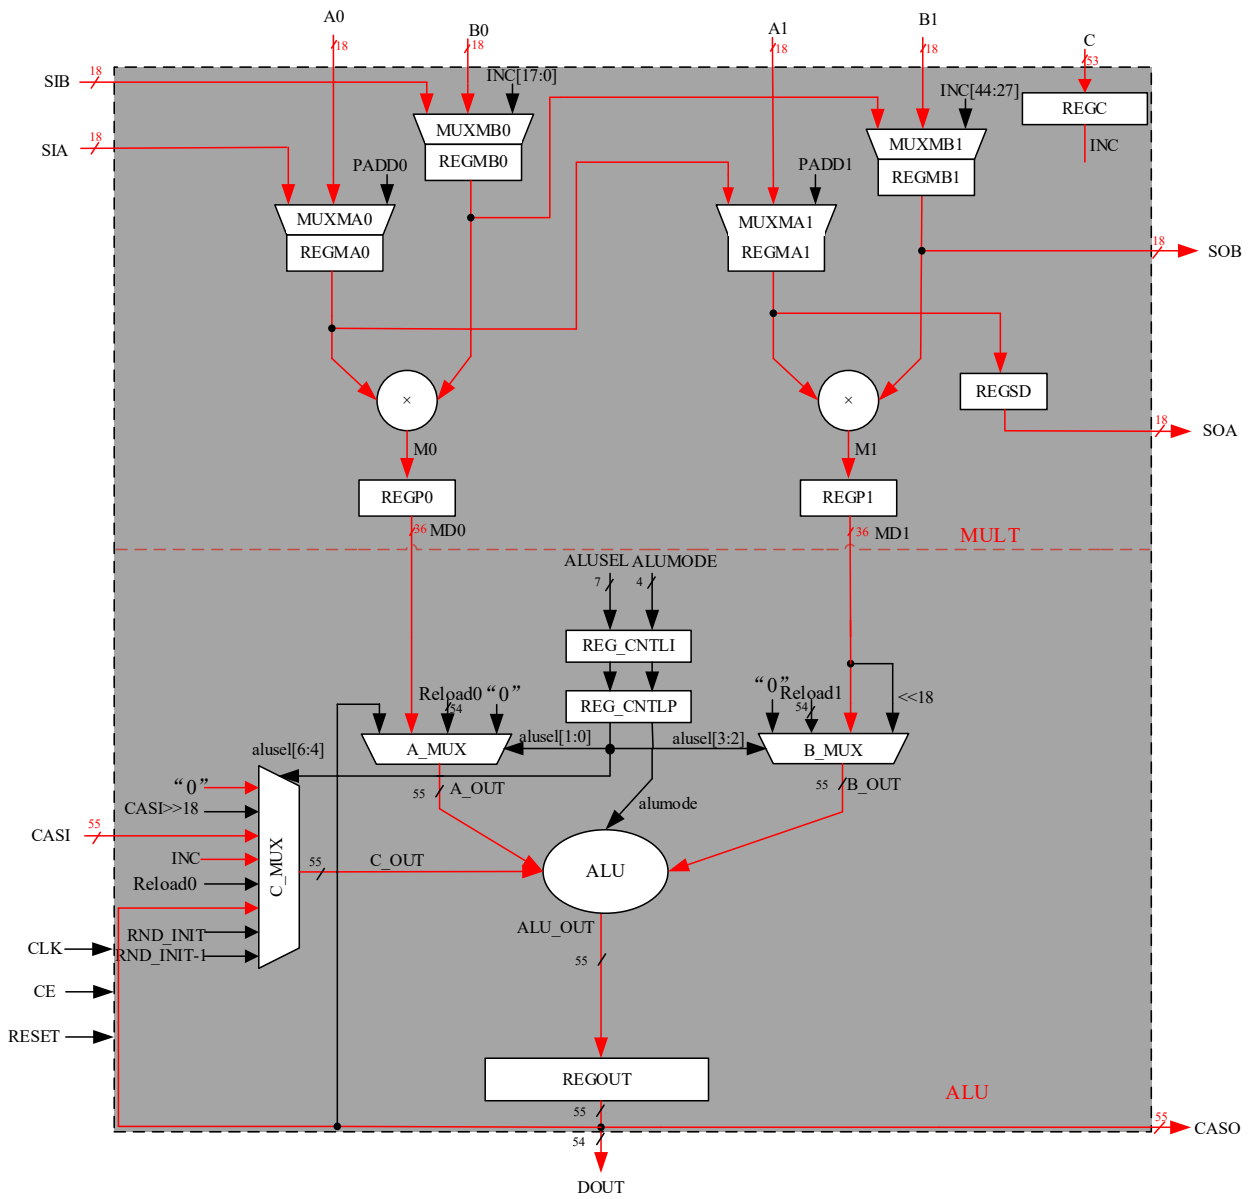 A0
B0
A1
B1
C
18
18
18
18
53
SIB
18
INC[17:0]
INC[44:27]
REGC
MUXMB0
MUXMB1
INC
SIA
18
REGMB0
PADD0
PADD1
REGMB1
MUXMA0
MUXMA1
REGMA0
REGMA1
18
SOB
×
×
REGSD
18
SOA
M0
M1
REGP0
REGP1
36 MD0
36 MD1
MULT
ALUSEL ALUMODE
7
4
REG_CNTLI
Reload0 “0”
54
REG_CNTLP
“0” Reload1
54
<<18
alusel[6:4]
A_MUX
alusel[1:0]
alusel[3:2]
B_MUX
“0”
55
A_OUT
55
B_OUT
CASI>>18
alumode
CASI
55
INC
C_MUX
55
C_OUT
ALU
Reload0
RND_INIT
ALU_OUT
CLK
RND_INIT-1
55
CE
RESET
REGOUT
ALU
55
55
CASO
54
DOUT